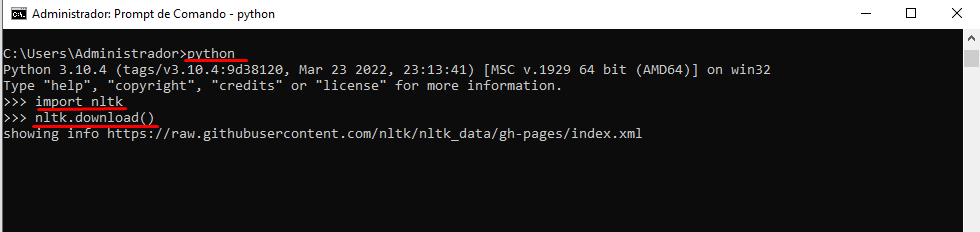 Administrador: Prompt de Comando - python
C:\Users\Administrador>python
Python 3.10.4 (tags/v3.10.4:9d38120, Mar 23 2022, 23:13:41) [MSC v.1929 64 bit (AMD64)] on win32
Type "help", "copyright", "credits" or "license" for more information.
>>> import nltk
>>> nltk.download()
showing info https://raw.githubusercontent.com/nltk/nltk_data/gh-pages/index.xml